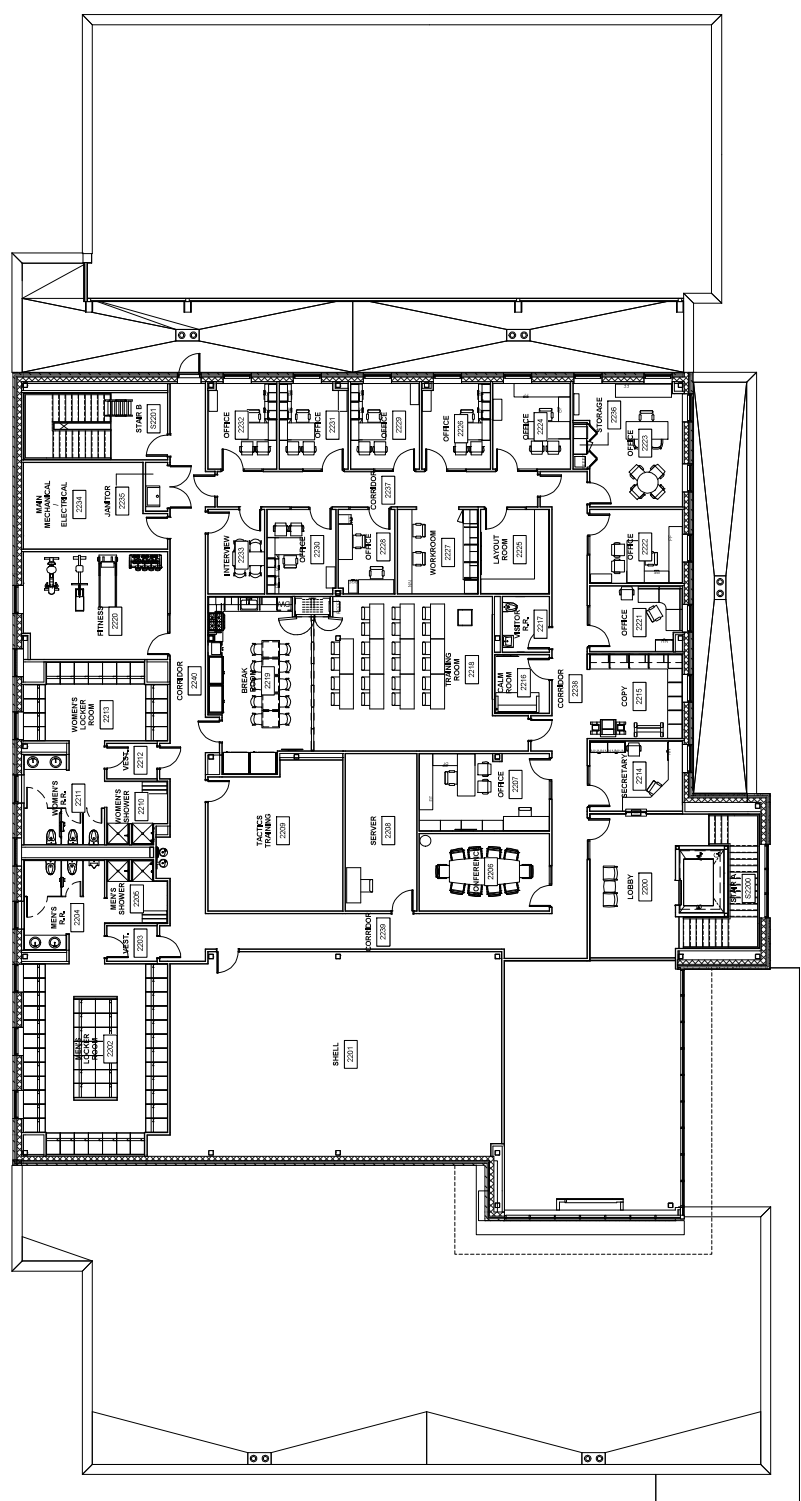 STAIR B
S2201
MAIN
MECHANICAL
/
ELECTRICAL
2234
JANITOR
2235
FITNESS
2220
WOMEN'S
LOCKER
ROOM
2213
VEST.
2212
WOMEN'S
R.R.
2211
WOMEN'S
SHOWER
2210
MEN'S
R.R.
2204
MEN'S
SHOWER
2205
VEST.
2203
MEN'S
LOCKER
ROOM
2202
CORRIDOR
2240
OFFICE
2232
OFFICE
2231
OFFICE
2229
OFFICE
2226
OFFICE
2224
STORAGE
2236
OFFICE
2223
CORRIDOR
2237
INTERVIEW
2233
OFFICE
2230
OFFICE
2228
WORKROOM
2227
LAYOUT
ROOM
2225
OFFICE
2222
OFFICE
2221
BREAK
ROOM
2219
TRAINING
ROOM
2218
VISITOR
R.R.
2217
CALM
ROOM
2216
CORRIDOR
2238
COPY
2215
SECRETARY
2214
TACTICS
TRAINING
2209
SERVER
2208
OFFICE
2207
CONFERENCE
2206
LOBBY
2200
STAIR A
S2200
CORRIDOR
2239
SHELL
2201